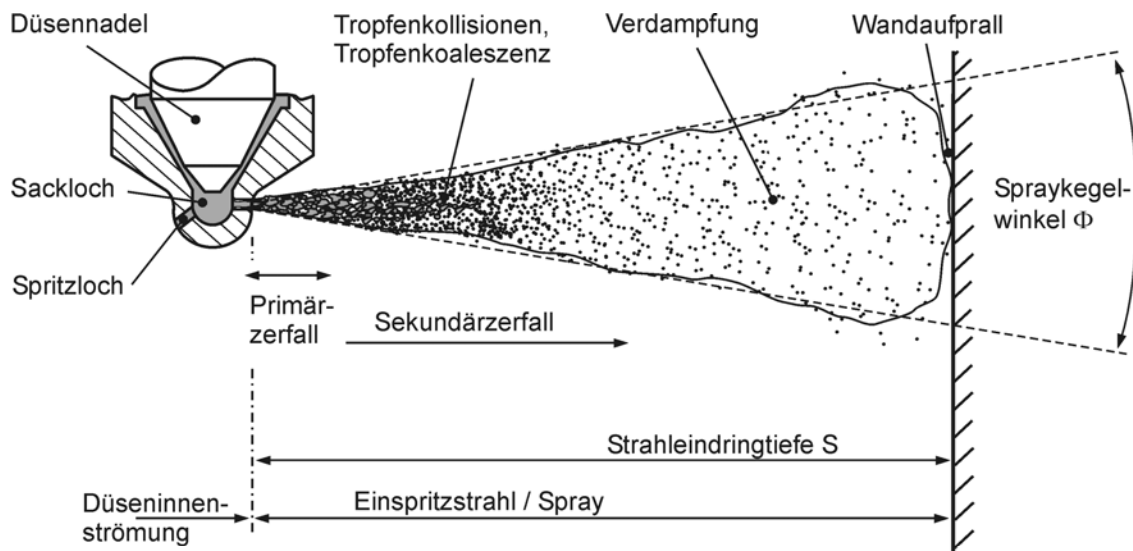 Düsennadel
Tropfenkollisionen,
Tropfenkoaleszenz
Verdampfung
Wandaufprall
Sackloch
Spraykegel-
winkel Φ
Spritzloch
Primär-
zerfall
Sekundärzerfall
Strahleindringtiefe S
Düseninnen-
strömung
Einspritzstrahl / Spray